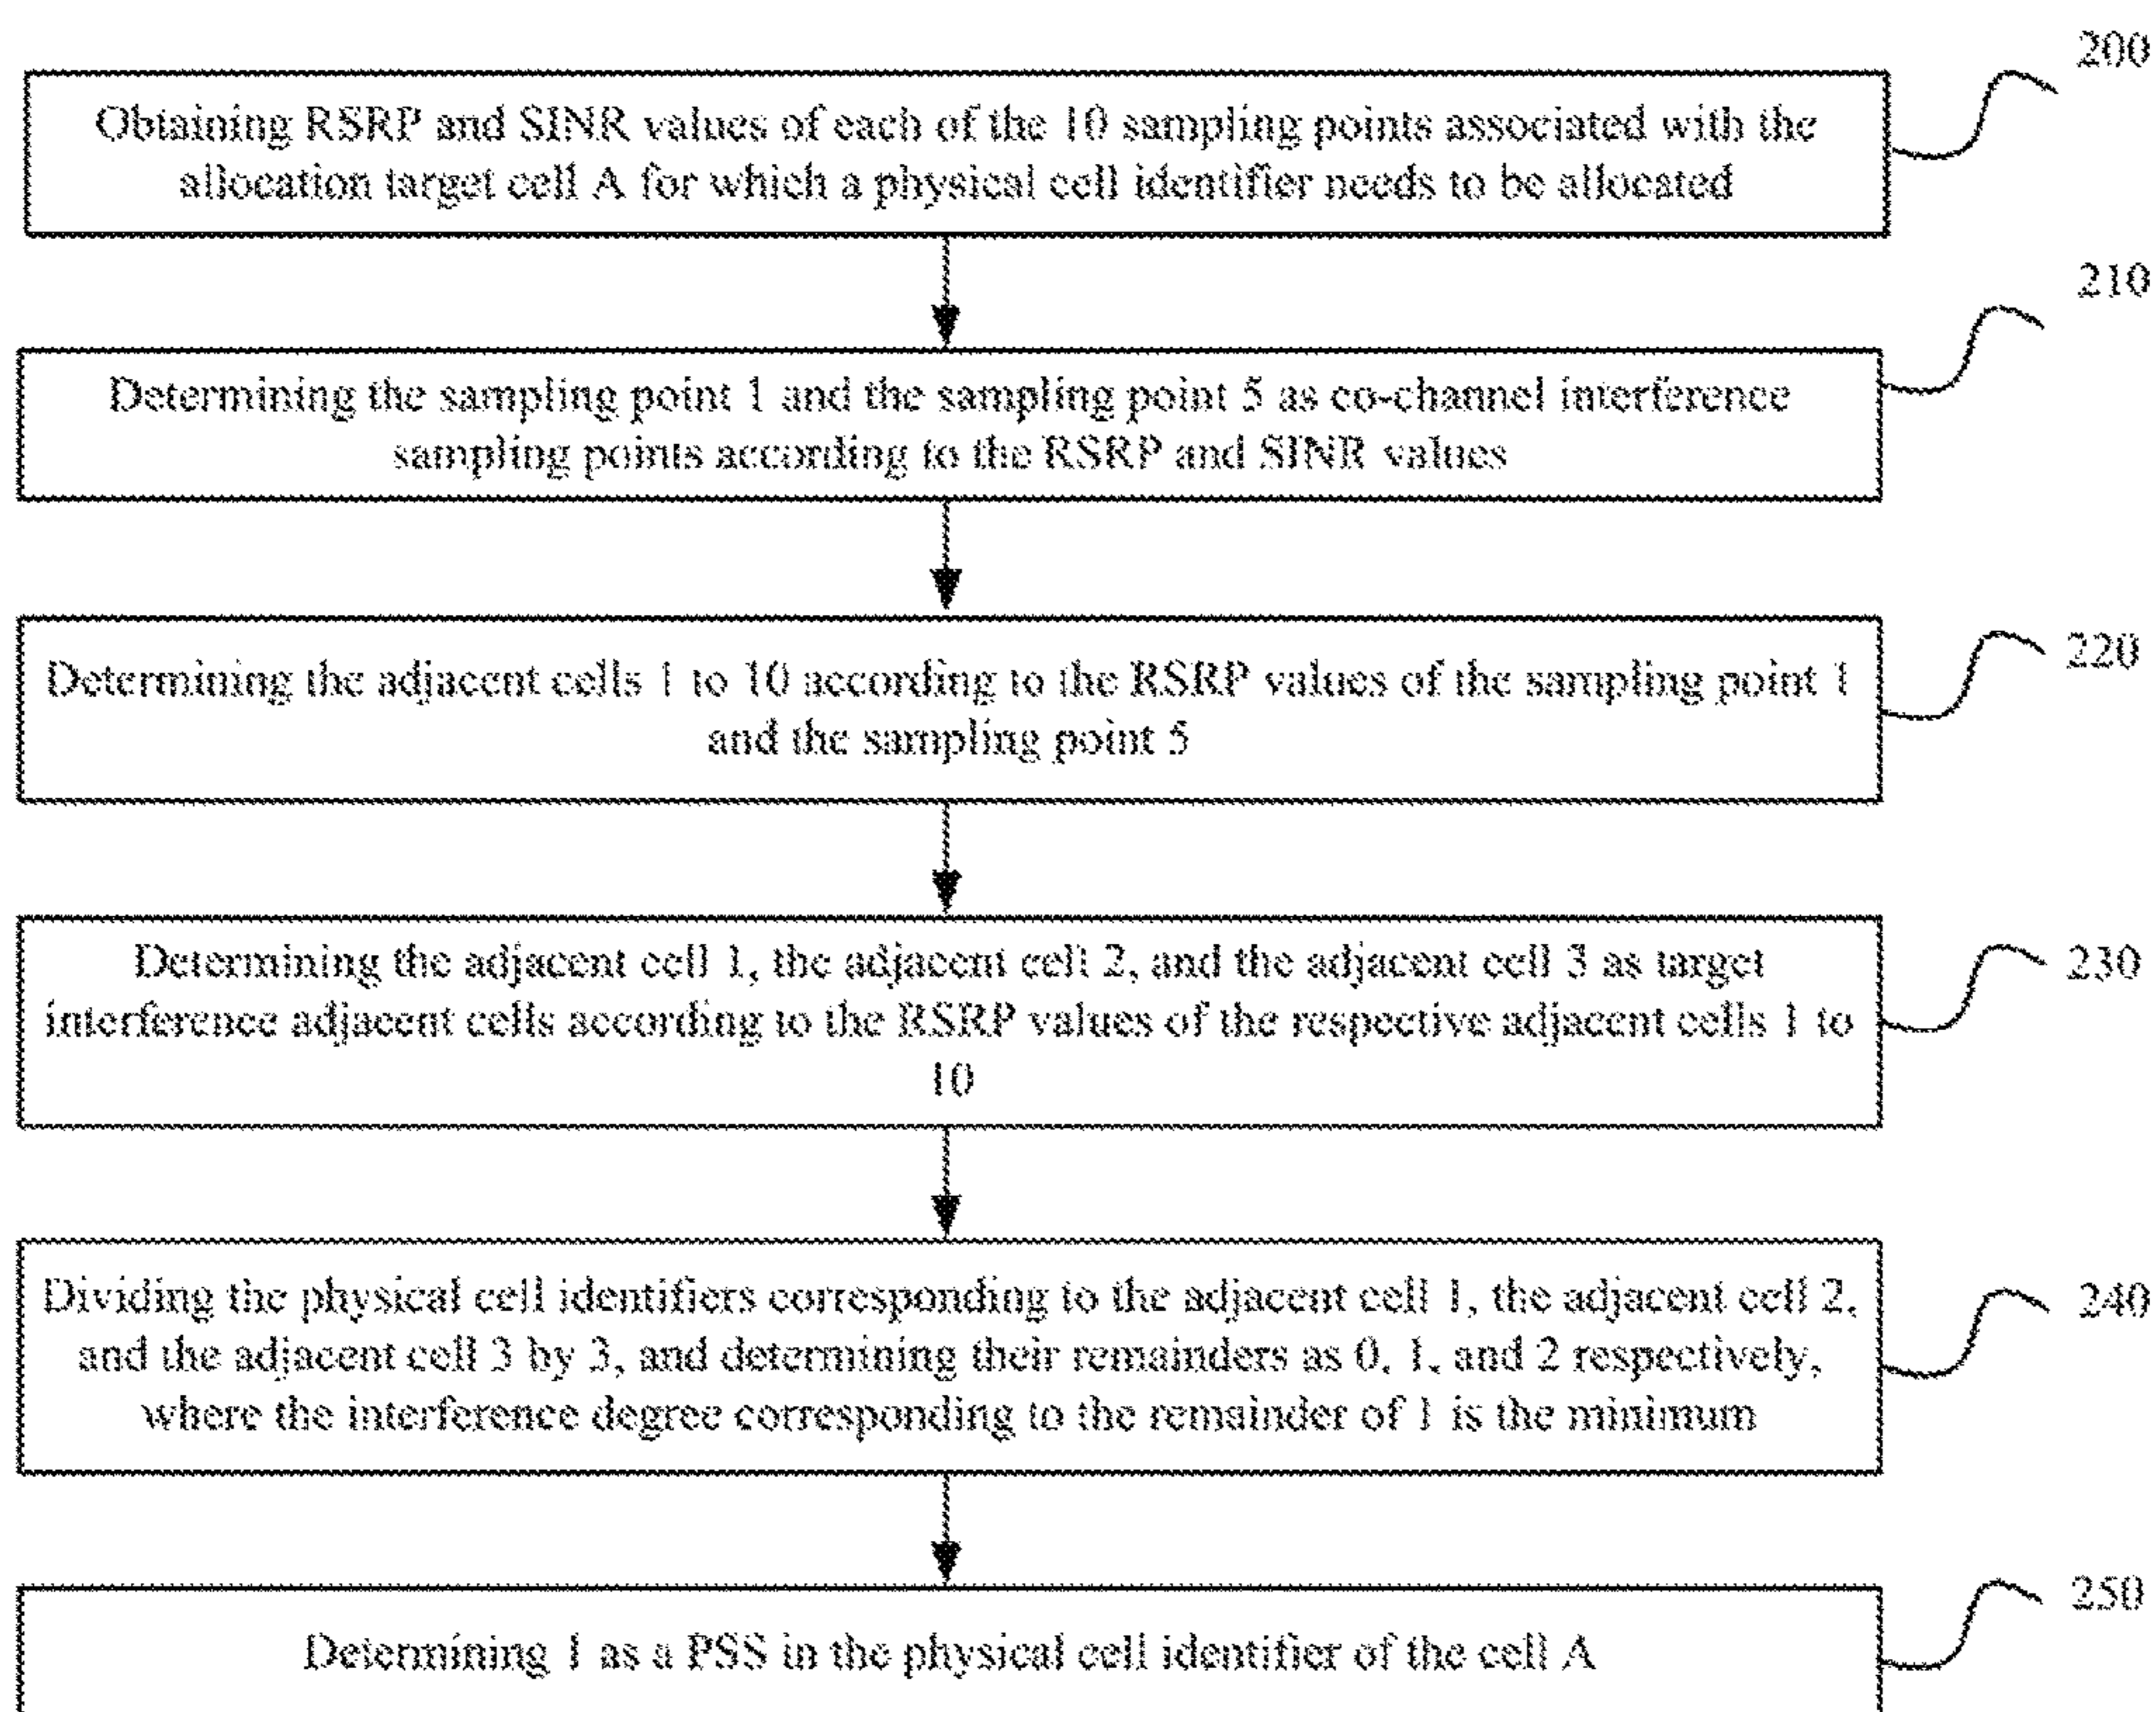 200
Obtaining RSRP and SINR values of each of the 10 sampling points associated with the
allocation target cell A for which a physical cell identifier needs to be allocated
210
Determining the sampling point 1 and the sampling point 5 as co-channel interference
sampling points according to the RSRP and SINR values
220
Determining the adjacent cells 1 to 10 according to the RSRP values of the sampling point 1
and the sampling point 5
230
Determining the adjacent cell 1, the adjacent cell 2, and the adjacent cell 3 as target
interference adjacent cells according to the RSRP values of the respective adjacent cells 1 to
10
240
Dividing the physical cell identifiers corresponding to the adjacent cell 1, the adjacent cell 2,
and the adjacent cell 3 by 3, and determining their remainders as 0, 1, and 2 respectively,
where the interference degree corresponding to the remainder of 1 is the minimum
250
Determining 1 as a PSS in the physical cell identifier of the cell A